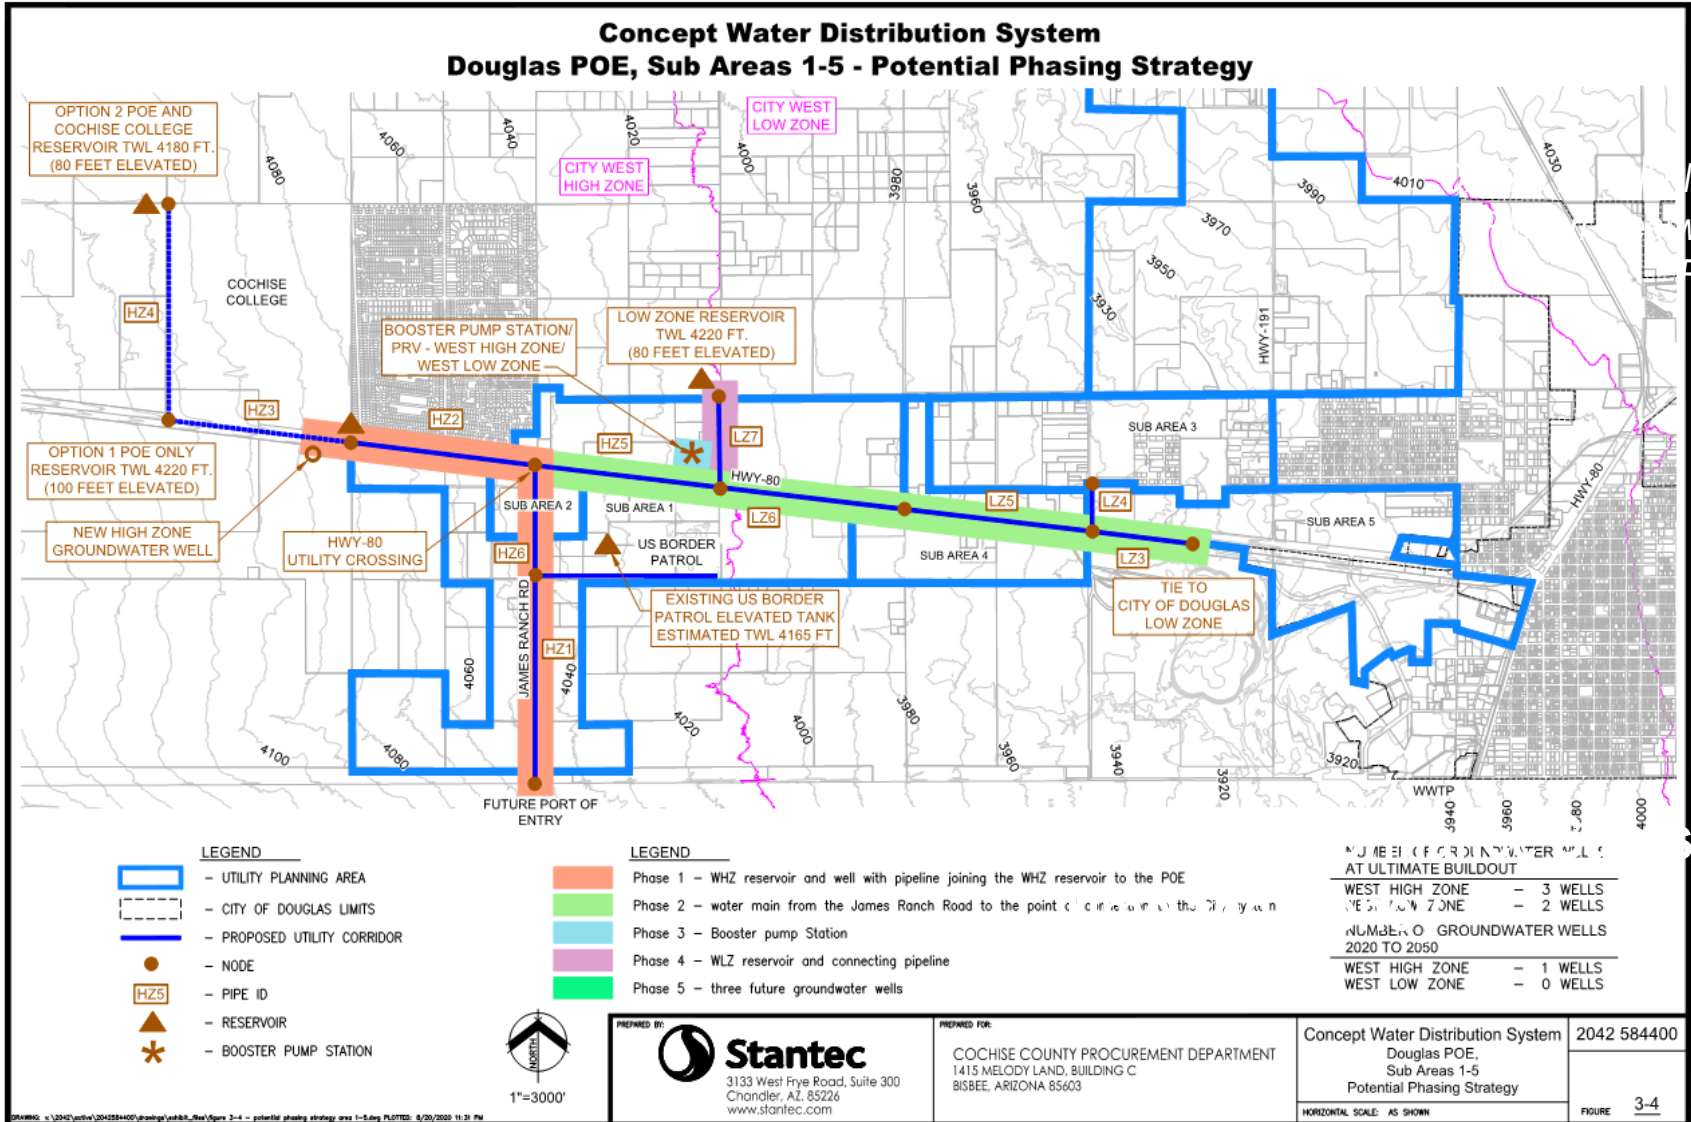 Concept Water Distribution System
Douglas POE, Sub Areas 1-5 - Potential Phasing Strategy
OPTION 2 POE AND
COCHISE COLLEGE
RESERVOIR TWL 4180 FT.
(80 FEET ELEVATED)
CITY WEST
LOW ZONE
CITY WEST
HIGH ZONE
4080
4060
4040
4020
4000
3980
3960
3970
3950
3930
3990
4010
4030
HWY-191
COCHISE
COLLEGE
HZ4
HZ3
HZ2
BOOSTER PUMP STATION/
PRV - WEST HIGH ZONE/
WEST LOW ZONE
LOW ZONE RESERVOIR
TWL 4220 FT.
(80 FEET ELEVATED)
HZ5
LZ7
HWY-80
LZ6
LZ5
LZ4
LZ3
SUB AREA 3
SUB AREA 5
SUB AREA 4
SUB AREA 2
SUB AREA 1
HWY-80
OPTION 1 POE ONLY
RESERVOIR TWL 4220 FT.
(100 FEET ELEVATED)
NEW HIGH ZONE
GROUNDWATER WELL
HWY-80
UTILITY CROSSING
HZ6
US BORDER
PATROL
EXISTING US BORDER
PATROL ELEVATED TANK
ESTIMATED TWL 4165 FT
TIE TO
CITY OF DOUGLAS
LOW ZONE
JAMES RANCH RD
HZ1
4060
4040
4020
4000
3980
3960
3940
3920
3920
4100
4080
WWTP
3940
3960
4000
FUTURE PORT OF
ENTRY
LEGEND
- UTILITY PLANNING AREA
- CITY OF DOUGLAS LIMITS
- PROPOSED UTILITY CORRIDOR
- NODE
HZ5 - PIPE ID
- RESERVOIR
- BOOSTER PUMP STATION
LEGEND
Phase 1 - WHZ reservoir and well with pipeline joining the WHZ reservoir to the POE
Phase 2 - water main from the James Ranch Road to the point
Phase 3 - Booster pump Station
Phase 4 - WLZ reservoir and connecting pipeline
Phase 5 - three future groundwater wells
AT ULTIMATE BUILDOUT
WEST HIGH ZONE - 3 WELLS
- 2 WELLS
GROUNDWATER WELLS
2020 TO 2050
WEST HIGH ZONE - 1 WELLS
WEST LOW ZONE - 0 WELLS
NORTH
1"=3000'
PREPARED BY:
Stantec
3133 West Frye Road, Suite 300
Chandler, AZ, 85226
www.stantec.com
PREPARED FOR:
COCHISE COUNTY PROCUREMENT DEPARTMENT
1415 MELODY LAND, BUILDING C
BISBEE, ARIZONA 85603
Concept Water Distribution System
Douglas POE,
Sub Areas 1-5
Potential Phasing Strategy
HORIZONTAL SCALE: AS SHOWN
2042 584400
FIGURE 3-4